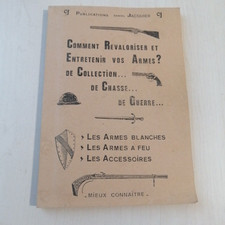 Comment Revaloriser et
Entretenir vos Armes?
de Collection...
de Chasse...
de Guerre...
Les Armes blanches
Les Armes a feu
Les Accessoires
„Mieux connaître"